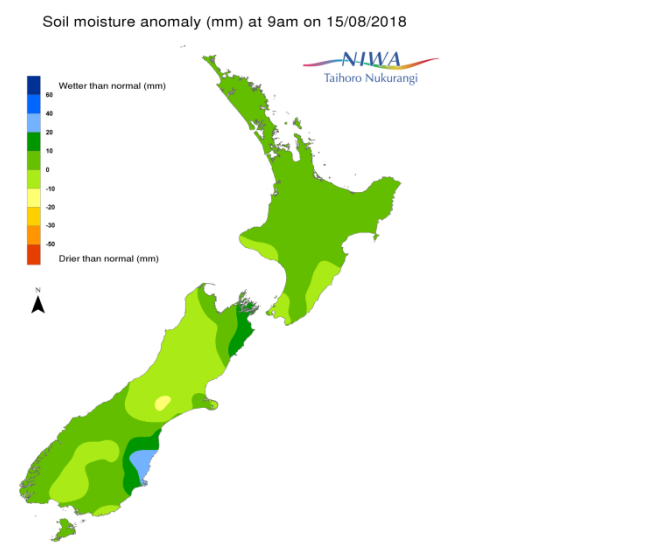 Soil moisture anomaly (mm) at 9am on 15/08/2018
NIWA
Taihoro Nukurangi
Wetter than normal (mm)
60
40
20
10
0
-10
-20
-30
-50
Drier than normal (mm)
N